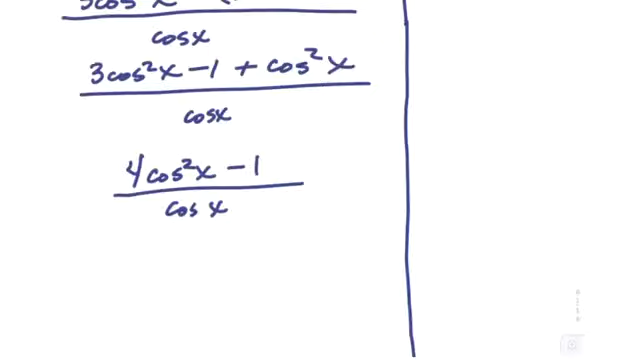 cosx
3cos²x - 1 + cos²x
cosx
4cos²x - 1
cos x